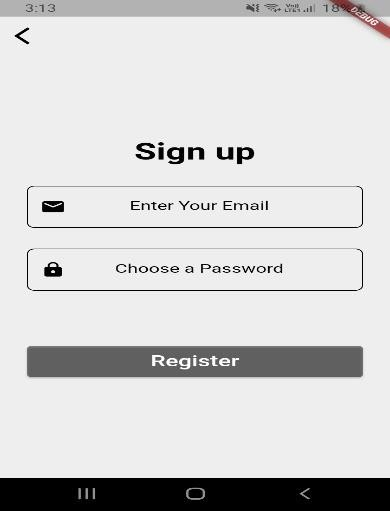 3:13
18%
DEBUG
Sign up
Enter Your Email
Choose a Password
Register